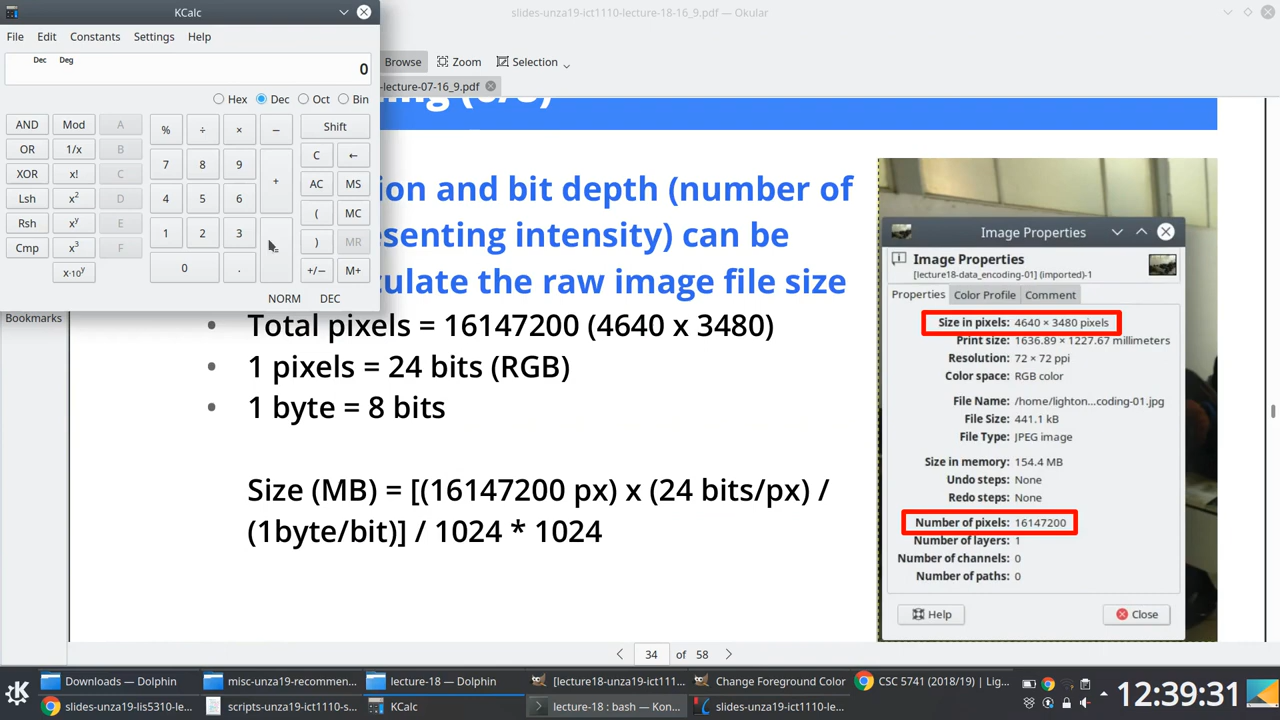 KCalc
slides-unza19-ict1110-lecture-18-16_9.pdf — Okular
File Edit Constants Settings Help
Dec Deg
0
Hex Dec Oct Bin
AND Mod A % ÷ × − Shift
OR 1/x B C ←
XOR x! C 7 8 9 + AC MS
Lsh x² D 4 5 6 ( MC
Rsh xʸ E 1 2 3 ) MR
Cmp x³ F
x·10ʸ 0 . +/− M+
NORM DEC
Browse Zoom Selection
-lecture-07-16_9.pdf
Bookmarks
ion and bit depth (number of
esenting intensity) can be
ulate the raw image file size
• Total pixels = 16147200 (4640 x 3480)
• 1 pixels = 24 bits (RGB)
• 1 byte = 8 bits
Size (MB) = [(16147200 px) x (24 bits/px) /
(1byte/bit)] / 1024 * 1024
Image Properties
Image Properties
[lecture18-data_encoding-01] (imported)-1
Properties Color Profile Comment
Size in pixels: 4640 × 3480 pixels
Print size: 1636.89 × 1227.67 millimeters
Resolution: 72 × 72 ppi
Color space: RGB color
File Name: /home/lighton...coding-01.jpg
File Size: 441.1 kB
File Type: JPEG image
Size in memory: 154.4 MB
Undo steps: None
Redo steps: None
Number of pixels: 16147200
Number of layers: 1
Number of channels: 0
Number of paths: 0
Help Close
34 of 58
Downloads — Dolphin misc-unza19-recommen... lecture-18 — Dolphin [lecture18-unza19-ict111... Change Foreground Color CSC 5741 (2018/19) | Lig...
slides-unza19-lis5310-le... scripts-unza19-ict1110-s... KCalc lecture-18 : bash — Kon... slides-unza19-ict1110-le...
12:39:31